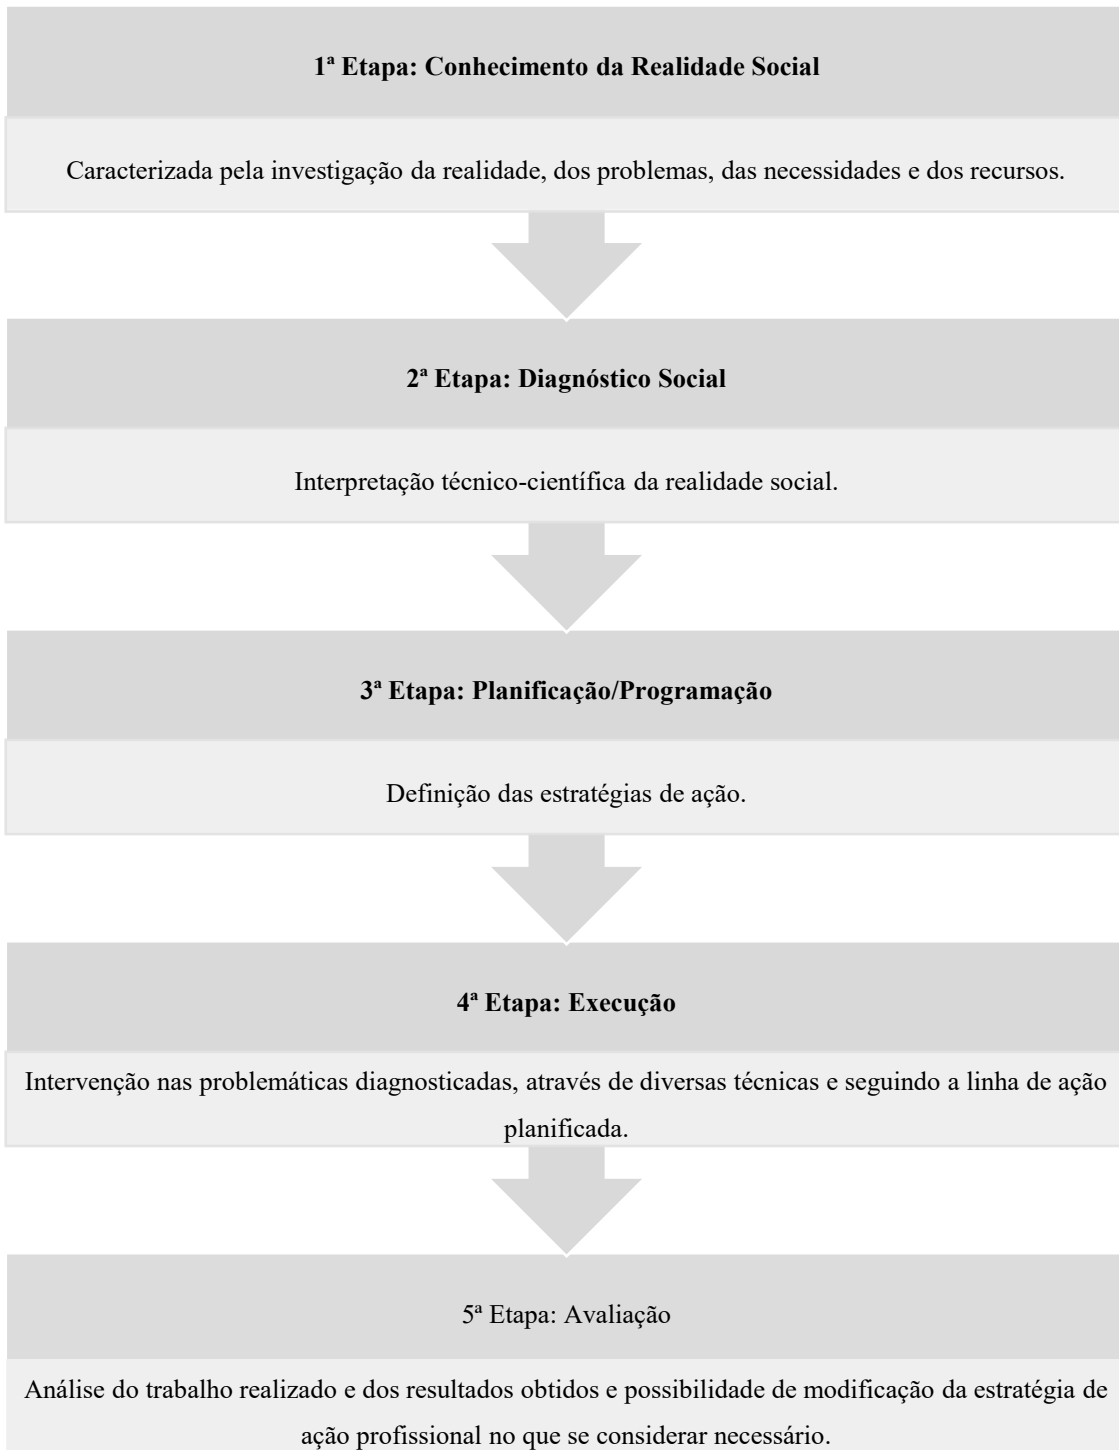 1ª Etapa: Conhecimento da Realidade Social
Caracterizada pela investigação da realidade, dos problemas, das necessidades e dos recursos.
2ª Etapa: Diagnóstico Social
Interpretação técnico-científica da realidade social.
3ª Etapa: Planificação/Programação
Definição das estratégias de ação.
4ª Etapa: Execução
Intervenção nas problemáticas diagnosticadas, através de diversas técnicas e seguindo a linha de ação
planificada.
5ª Etapa: Avaliação
Análise do trabalho realizado e dos resultados obtidos e possibilidade de modificação da estratégia de
ação profissional no que se considerar necessário.